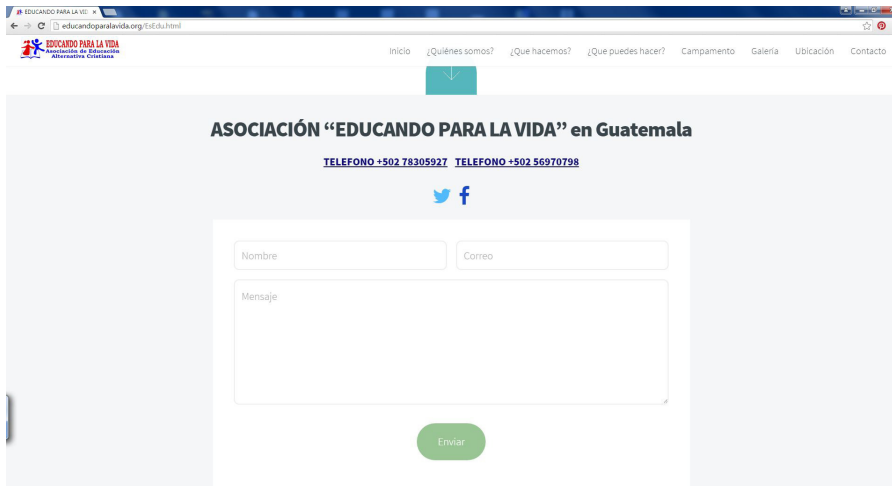 EDUCANDO PARA LA VID
educandoparalavida.org/EsEdu.html
EDUCANDO PARA LA VIDA
Asociación de Educación
Alternativa Cristiana
Inicio ¿Quiénes somos? ¿Que hacemos? ¿Que puedes hacer? Campamento Galería Ubicación Contacto
ASOCIACIÓN “EDUCANDO PARA LA VIDA” en Guatemala
TELEFONO +502 78305927 TELEFONO +502 56970798
Nombre Correo
Mensaje
Enviar